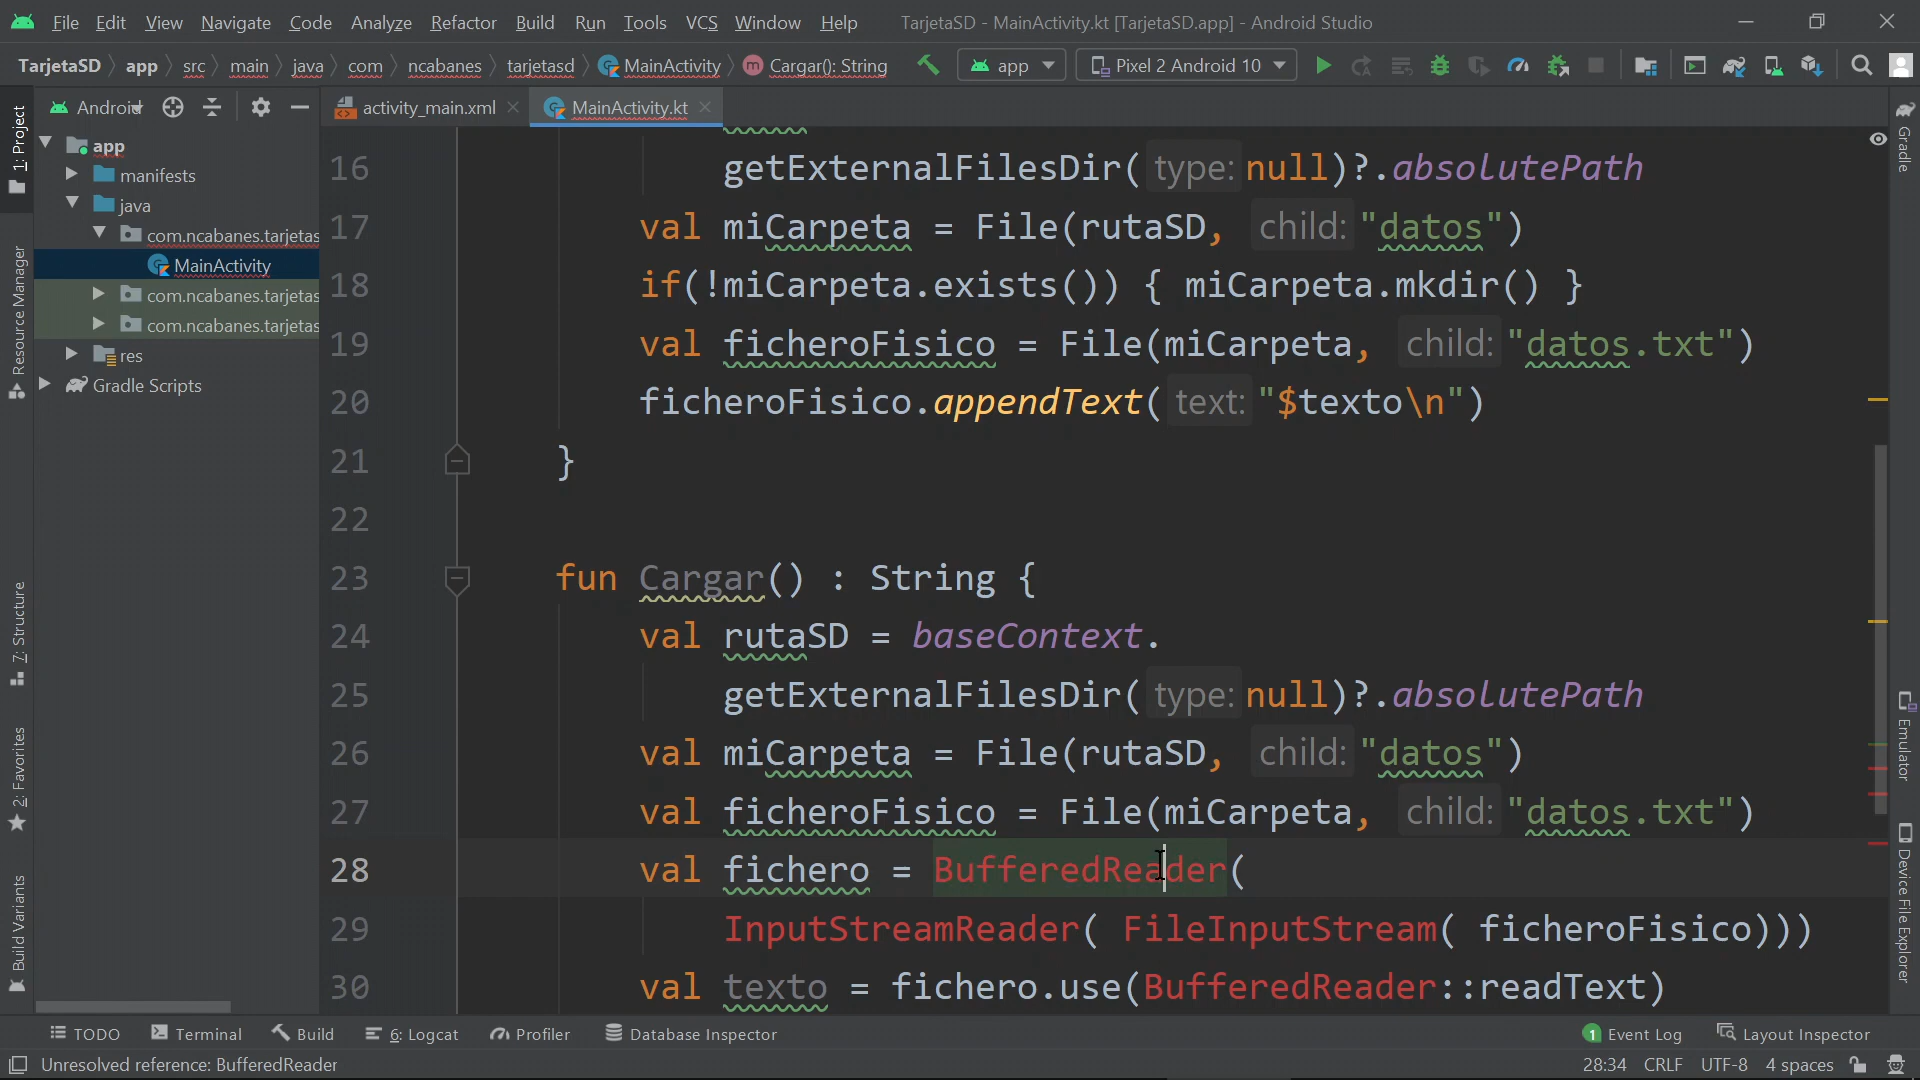 File Edit View Navigate Code Analyze Refactor Build Run Tools VCS Window Help TarjetaSD - MainActivity.kt [TarjetaSD.app] - Android Studio
TarjetaSD app src main java com ncabanes tarjetasd MainActivity m Cargar(): String app Pixel 2 Android 10
Android
activity_main.xml
MainActivity.kt
1: Project
Resource Manager
7: Structure
2: Favorites
Build Variants
app
manifests
java
com.ncabanes.tarjetas
MainActivity
com.ncabanes.tarjetas
com.ncabanes.tarjetas
res
Gradle Scripts
16 getExternalFilesDir( type: null)?.absolutePath
17 val miCarpeta = File(rutaSD, child: "datos")
18 if(!miCarpeta.exists()) { miCarpeta.mkdir() }
19 val ficheroFisico = File(miCarpeta, child: "datos.txt")
20 ficheroFisico.appendText( text: "$texto\n")
21 }
22
23 fun Cargar() : String {
24 val rutaSD = baseContext.
25 getExternalFilesDir( type: null)?.absolutePath
26 val miCarpeta = File(rutaSD, child: "datos")
27 val ficheroFisico = File(miCarpeta, child: "datos.txt")
28 val fichero = BufferedReader(
29 InputStreamReader( FileInputStream( ficheroFisico)))
30 val texto = fichero.use(BufferedReader::readText)
Gradle
Emulator
Device File Explorer
TODO Terminal Build 6: Logcat Profiler Database Inspector 1 Event Log Layout Inspector
Unresolved reference: BufferedReader 28:34 CRLF UTF-8 4 spaces